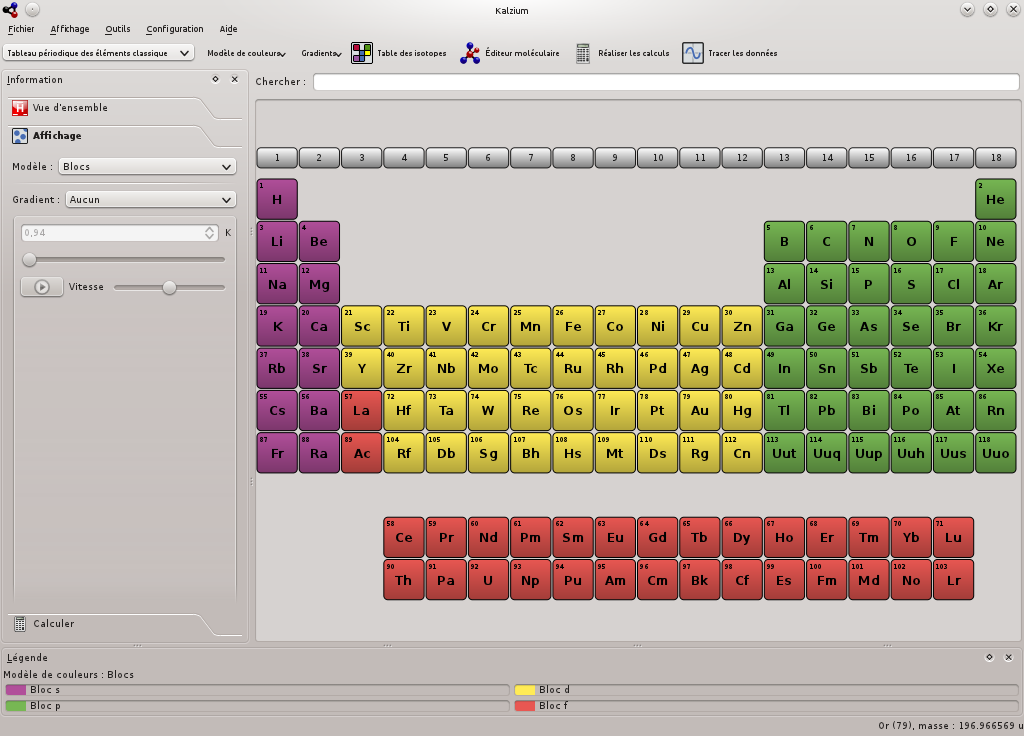 Kalzium
Fichier Affichage Outils Configuration Aide
Tableau périodique des éléments classique Modèle de couleurs Gradients Table des isotopes Éditeur moléculaire Réaliser les calculs Tracer les données
Information
Chercher :
Vue d'ensemble
Affichage
Modèle : Blocs
Gradient : Aucun
0,94 K
Vitesse
Calculer
1 2 3 4 5 6 7 8 9 10 11 12 13 14 15 16 17 18
1 H 2 He
3 Li 4 Be 5 B 6 C 7 N 8 O 9 F 10 Ne
11 Na 12 Mg 13 Al 14 Si 15 P 16 S 17 Cl 18 Ar
19 K 20 Ca 21 Sc 22 Ti 23 V 24 Cr 25 Mn 26 Fe 27 Co 28 Ni 29 Cu 30 Zn 31 Ga 32 Ge 33 As 34 Se 35 Br 36 Kr
37 Rb 38 Sr 39 Y 40 Zr 41 Nb 42 Mo 43 Tc 44 Ru 45 Rh 46 Pd 47 Ag 48 Cd 49 In 50 Sn 51 Sb 52 Te 53 I 54 Xe
55 Cs 56 Ba 57 La 72 Hf 73 Ta 74 W 75 Re 76 Os 77 Ir 78 Pt 79 Au 80 Hg 81 Tl 82 Pb 83 Bi 84 Po 85 At 86 Rn
87 Fr 88 Ra 89 Ac 104 Rf 105 Db 106 Sg 107 Bh 108 Hs 109 Mt 110 Ds 111 Rg 112 Cn 113 Uut 114 Uuq 115 Uup 116 Uuh 117 Uus 118 Uuo
58 Ce 59 Pr 60 Nd 61 Pm 62 Sm 63 Eu 64 Gd 65 Tb 66 Dy 67 Ho 68 Er 69 Tm 70 Yb 71 Lu
90 Th 91 Pa 92 U 93 Np 94 Pu 95 Am 96 Cm 97 Bk 98 Cf 99 Es 100 Fm 101 Md 102 No 103 Lr
Légende
Modèle de couleurs : Blocs
Bloc s Bloc d
Bloc p Bloc f
Or (79), masse : 196.966569 u